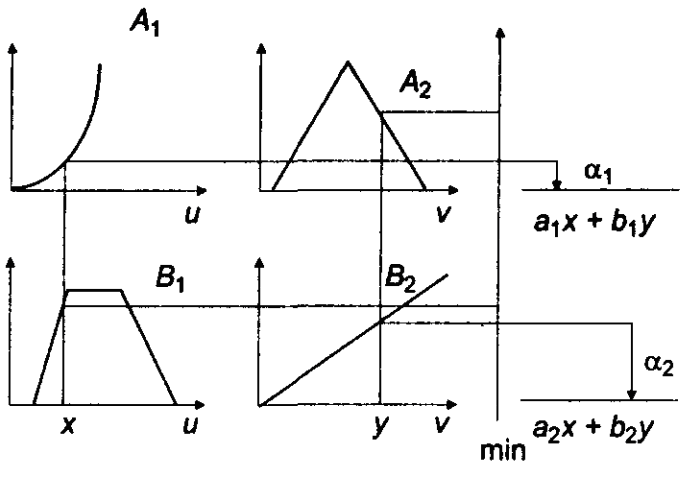 A₁
A₂
u
v
α₁
a₁x + b₁y
B₁
B₂
α₂
x
u
y
v
min
a₂x + b₂y